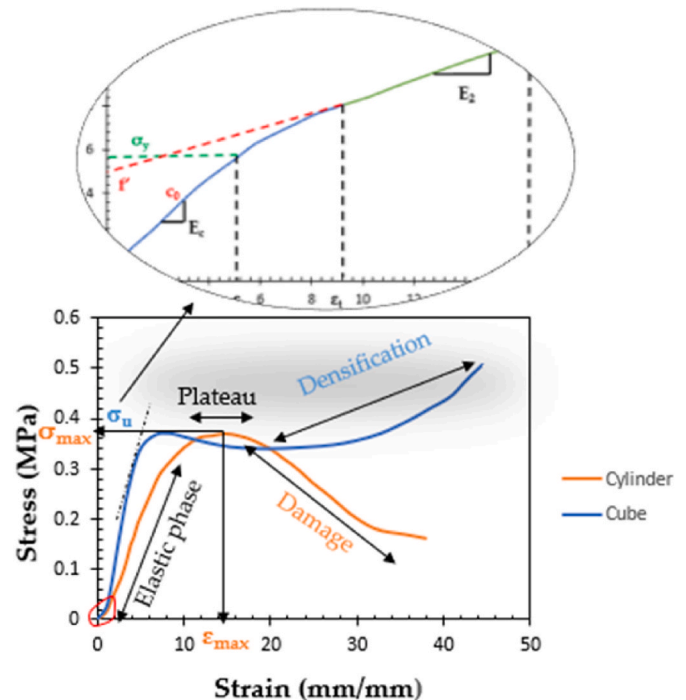 E₂
σy
6
f'
4
c₀
Ec
6
8
εt
10
12
0.6
0.5
0.4
0.3
0.2
0.1
0
Stress (MPa)
σmax
σu
Plateau
Densification
Elastic phase
Damage
εmax
Cylinder
Cube
0
10
20
30
40
50
Strain (mm/mm)